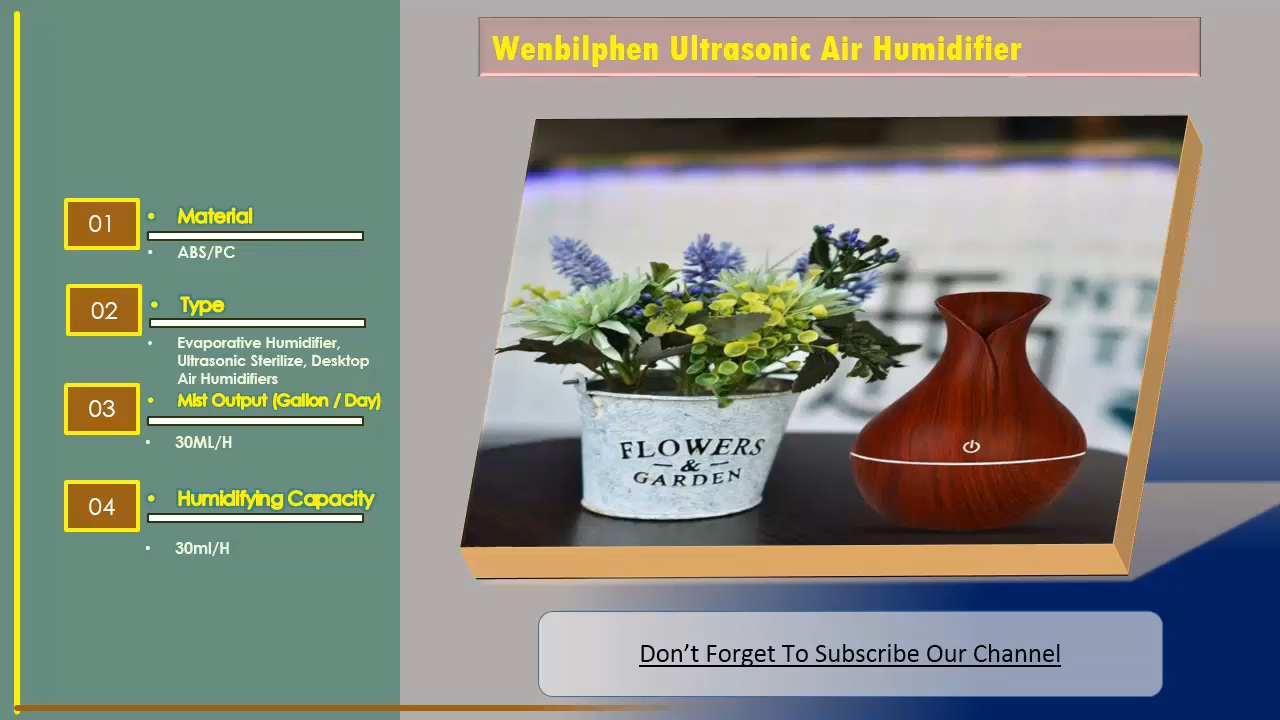 Wenbilphen Ultrasonic Air Humidifier
01
• Material
• ABS/PC
02
• Type
• Evaporative Humidifier,
Ultrasonic Sterilize, Desktop
Air Humidifiers
03
• Mist Output (Gallon / Day)
• 30ML/H
04
• Humidifying Capacity
• 30ml/H
FLOWERS
&
GARDEN
Don’t Forget To Subscribe Our Channel